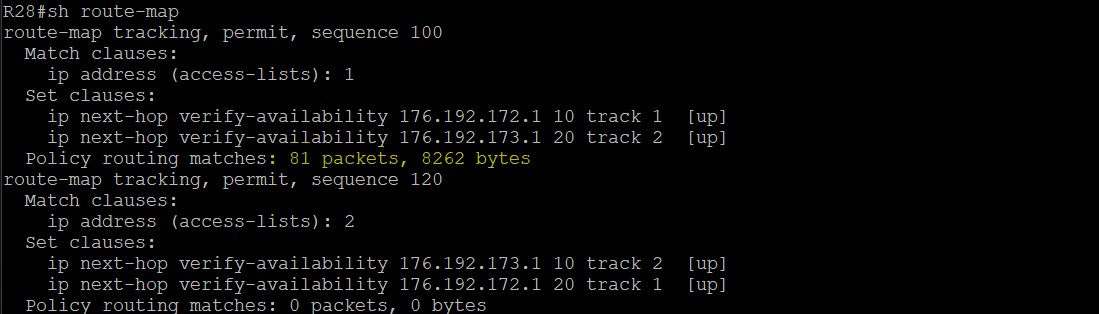 R28#sh route-map
route-map tracking, permit, sequence 100
  Match clauses:
    ip address (access-lists): 1
  Set clauses:
    ip next-hop verify-availability 176.192.172.1 10 track 1  [up]
    ip next-hop verify-availability 176.192.173.1 20 track 2  [up]
  Policy routing matches: 81 packets, 8262 bytes
route-map tracking, permit, sequence 120
  Match clauses:
    ip address (access-lists): 2
  Set clauses:
    ip next-hop verify-availability 176.192.173.1 10 track 2  [up]
    ip next-hop verify-availability 176.192.172.1 20 track 1  [up]
  Policy routing matches: 0 packets, 0 bytes